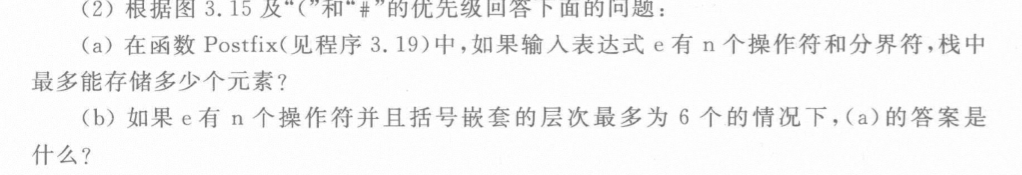 (2) 根据图 3.15 及“(”和“#”的优先级回答下面的问题:
(a) 在函数 Postfix(见程序 3.19)中,如果输入表达式 e 有 n 个操作符和分界符,栈中
最多能存储多少个元素?
(b) 如果 e 有 n 个操作符并且括号嵌套的层次最多为 6 个的情况下,(a)的答案是
什么?